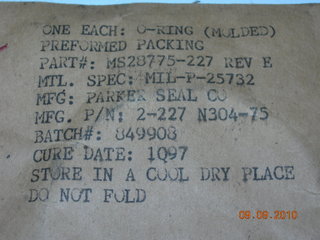 ONE EACH: O-RING (MOLDED)
PREFORMED PACKING
PART#: MS28775-227 REV E
MTL. SPEC: MIL-P-25732
MFG: PARKER SEAL CO
MFG. P/N: 2-227 N304-75
BATCH#: 849908
CURE DATE: 1Q97
STORE IN A COOL DRY PLACE
DO NOT FOLD
09.09.2010